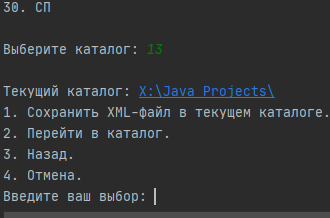 30. СП
Выберите каталог: 13
Текущий каталог: X:\Java Projects\
1. Сохранить XML-файл в текущем каталоге.
2. Перейти в каталог.
3. Назад.
4. Отмена.
Введите ваш выбор: